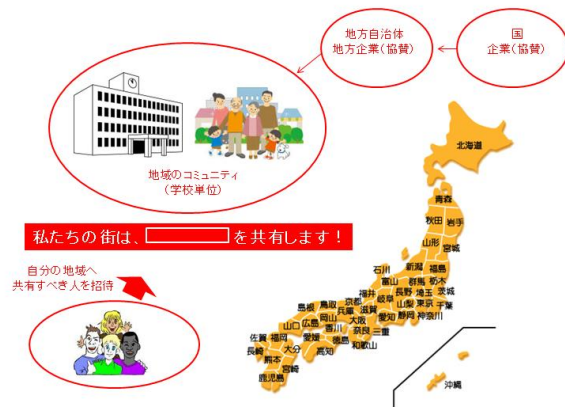 地方自治体
地方企業(協賛)
国
企業(協賛)
地域のコミュニティ
(学校単位)
私たちの街は、 を共有します!
自分の地域へ
共有すべき人を招待
北海道
青森
秋田
岩手
山形
宮城
石川
新潟
福島
富山
群馬
栃木
福井
岐阜
長野
埼玉
茨城
山梨
東京
千葉
静岡
神奈川
愛知
滋賀
京都
兵庫
大阪
奈良
三重
和歌山
鳥取
島根
岡山
広島
山口
香川
徳島
愛媛
高知
福岡
佐賀
長崎
大分
熊本
宮崎
鹿児島
沖縄